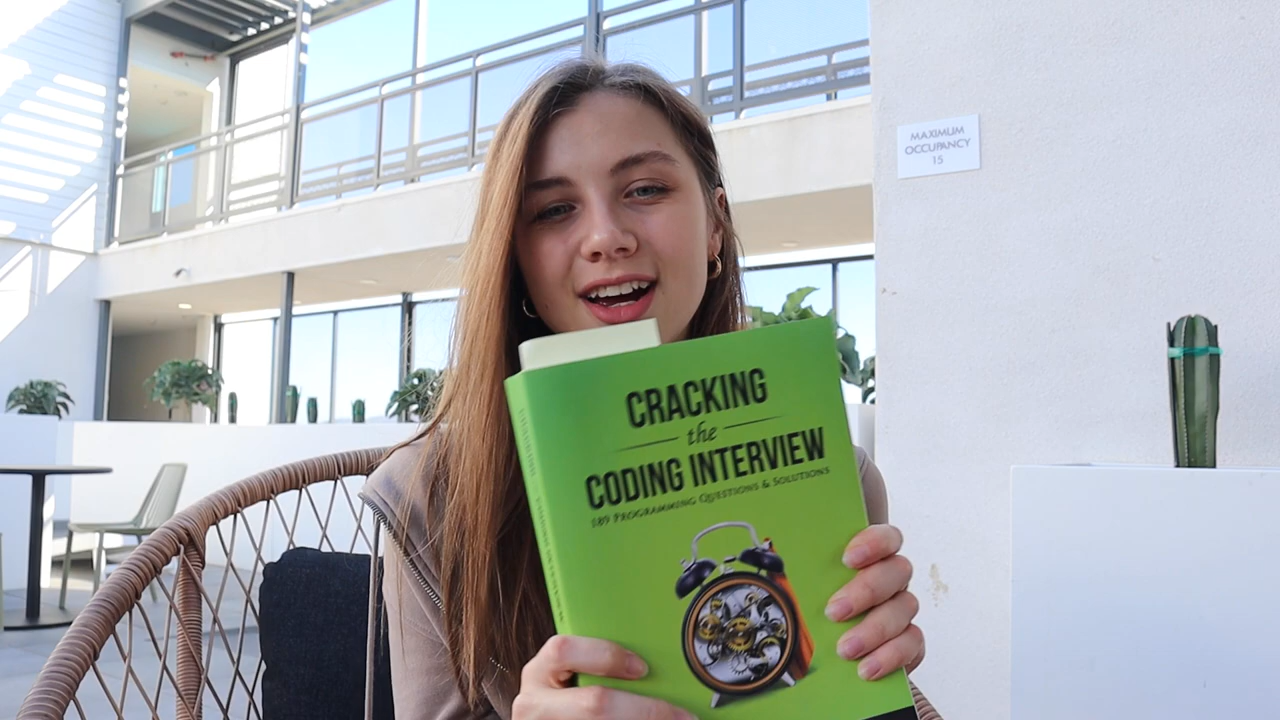 MAXIMUM
OCCUPANCY
15
CRACKING
the
CODING INTERVIEW
189 PROGRAMMING QUESTIONS & SOLUTIONS